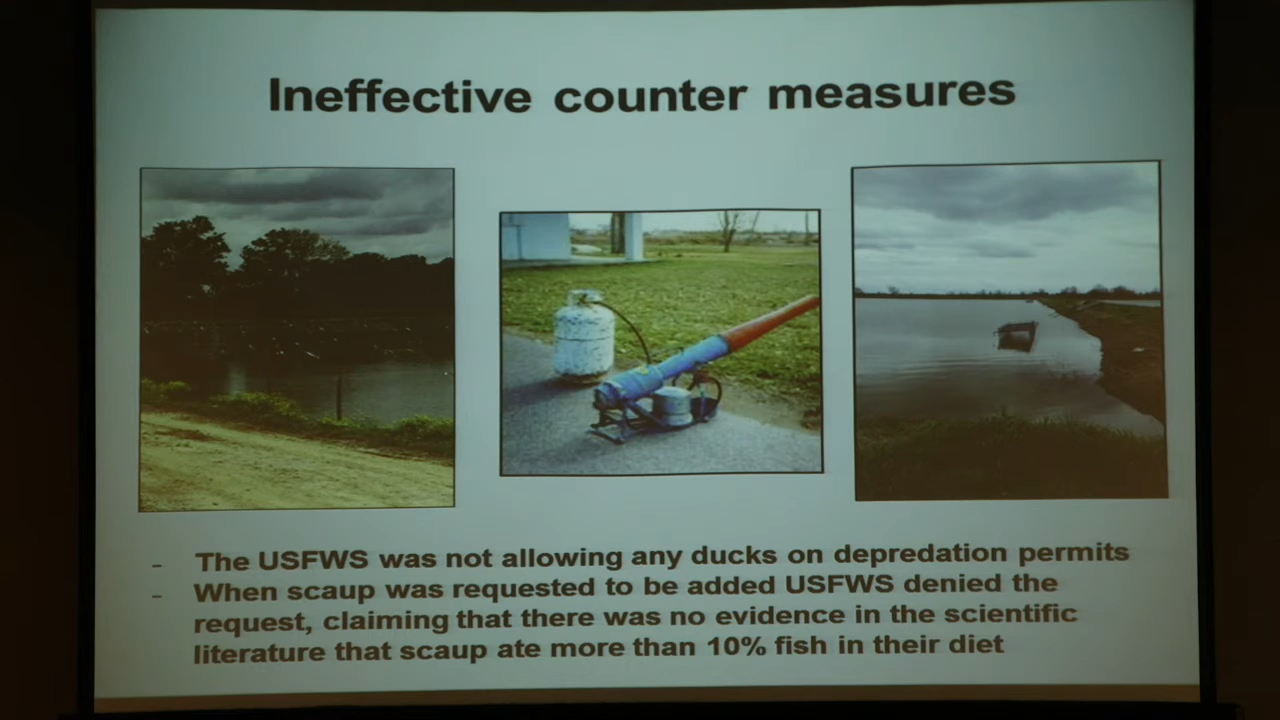 Ineffective counter measures
- The USFWS was not allowing any ducks on depredation permits
- When scaup was requested to be added USFWS denied the
request, claiming that there was no evidence in the scientific
literature that scaup ate more than 10% fish in their diet